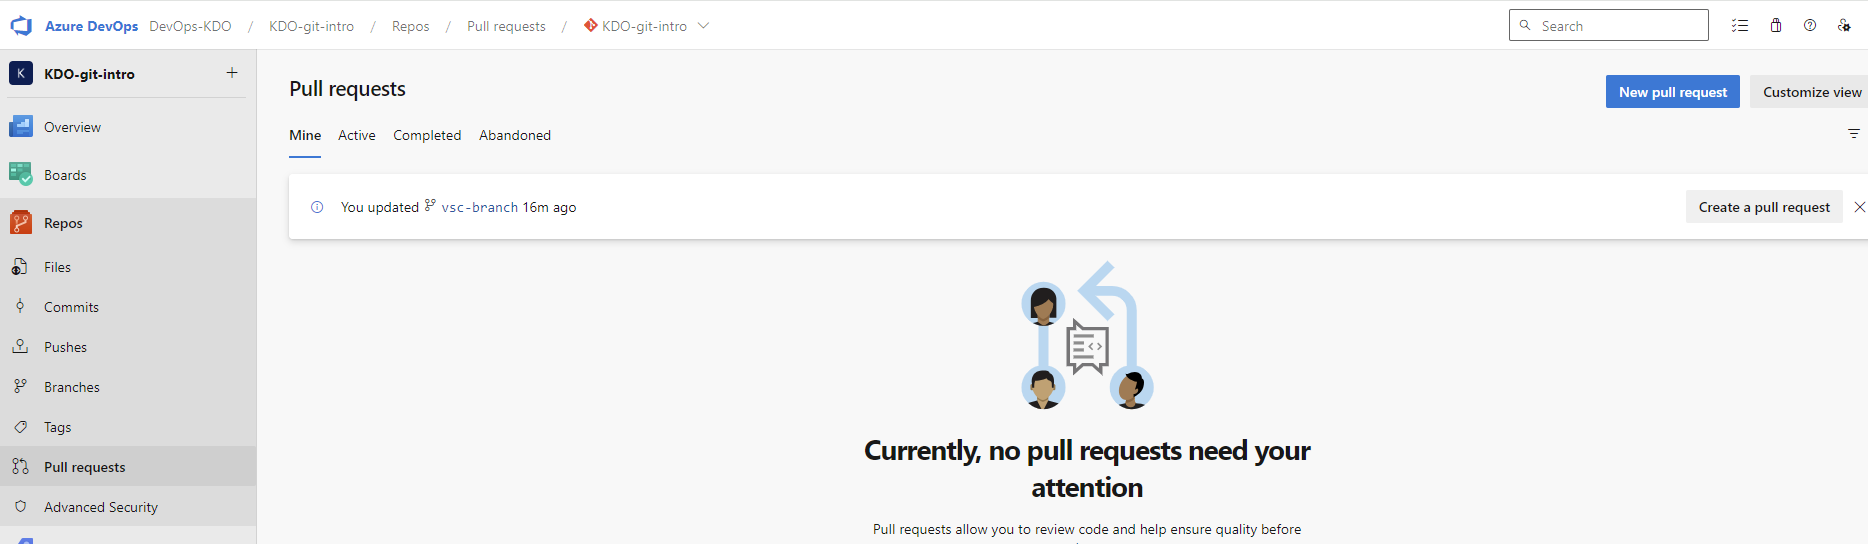 Azure DevOps DevOps-KDO / KDO-git-intro / Repos / Pull requests / KDO-git-intro
Search
K KDO-git-intro +
Overview
Boards
Repos
Files
Commits
Pushes
Branches
Tags
Pull requests
Advanced Security
Pull requests
New pull request
Customize view
Mine Active Completed Abandoned
You updated vsc-branch 16m ago
Create a pull request
Currently, no pull requests need your
attention
Pull requests allow you to review code and help ensure quality before